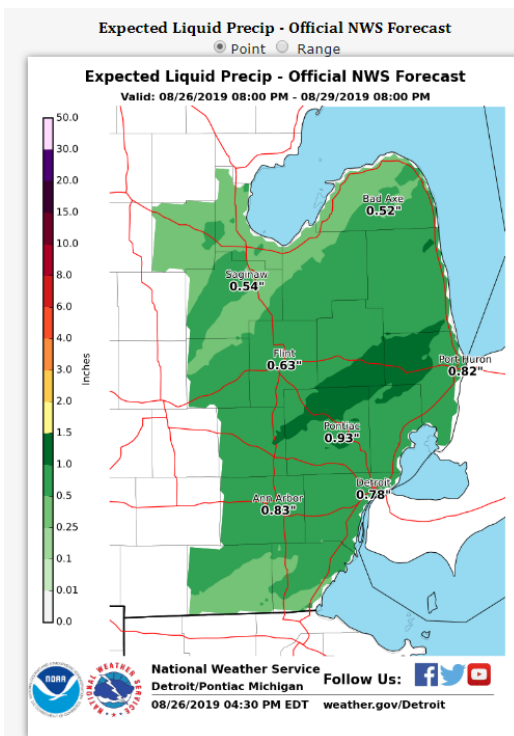 Expected Liquid Precip - Official NWS Forecast
Point Range
Expected Liquid Precip - Official NWS Forecast
Valid: 08/26/2019 08:00 PM - 08/29/2019 08:00 PM
50.0
30.0
20.0
15.0
10.0
8.0
6.0
4.0
3.0
2.0
1.5
1.0
0.5
0.25
0.1
0.01
0.0
Inches
Bad Axe
0.52"
Saginaw
0.54"
Flint
0.63"
Port Huron
0.82"
Pontiac
0.93"
Detroit
0.78"
Ann Arbor
0.83"
NOAA
NATIONAL WEATHER SERVICE
National Weather Service
Detroit/Pontiac Michigan
08/26/2019 04:30 PM EDT
Follow Us:
weather.gov/Detroit